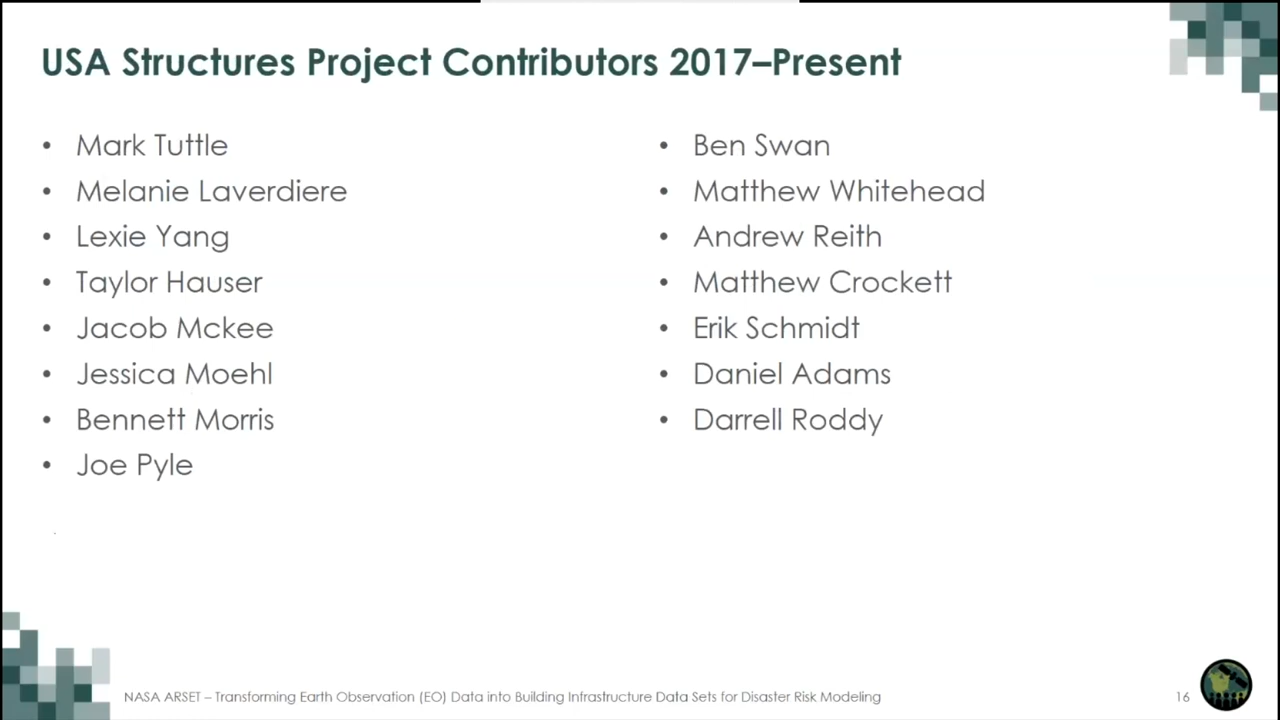 USA Structures Project Contributors 2017–Present
• Mark Tuttle
• Melanie Laverdiere
• Lexie Yang
• Taylor Hauser
• Jacob Mckee
• Jessica Moehl
• Bennett Morris
• Joe Pyle
• Ben Swan
• Matthew Whitehead
• Andrew Reith
• Matthew Crockett
• Erik Schmidt
• Daniel Adams
• Darrell Roddy
NASA ARSET – Transforming Earth Observation (EO) Data into Building Infrastructure Data Sets for Disaster Risk Modeling
16